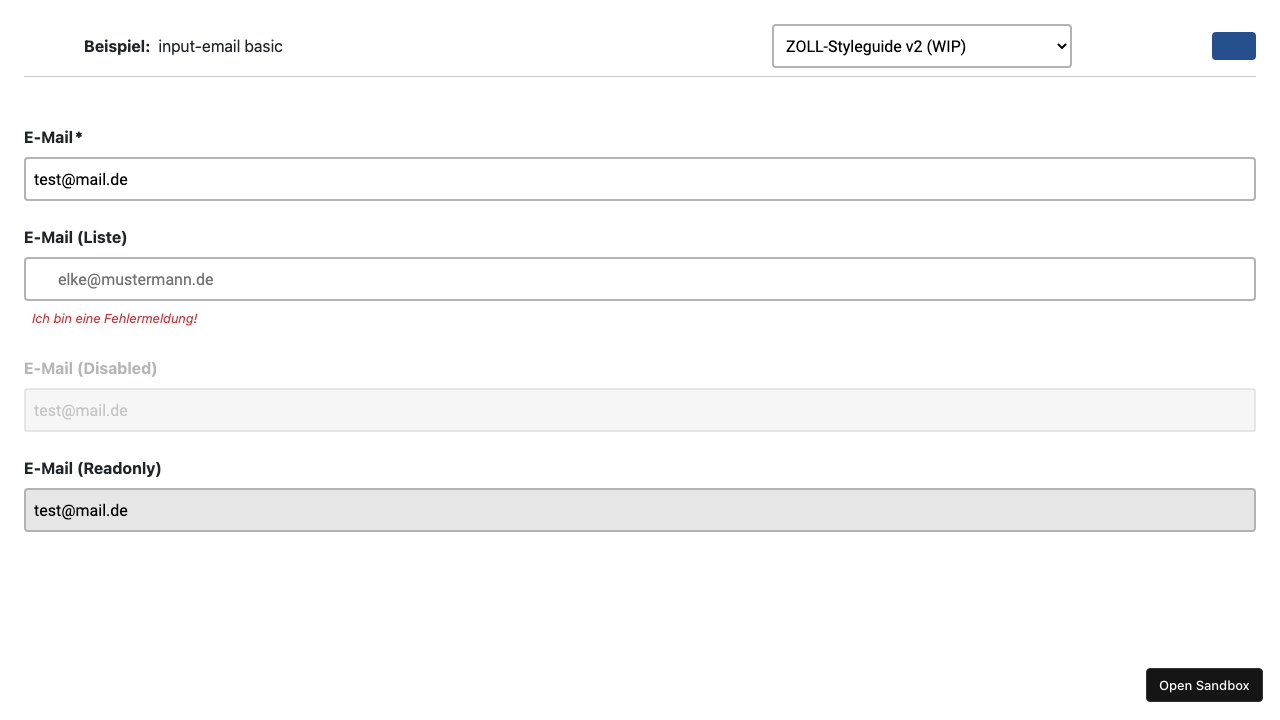 Beispiel: input-email basic
ZOLL-Styleguide v2 (WIP)
E-Mail*
test@mail.de
E-Mail (Liste)
elke@mustermann.de
Ich bin eine Fehlermeldung!
E-Mail (Disabled)
test@mail.de
E-Mail (Readonly)
test@mail.de
Open Sandbox